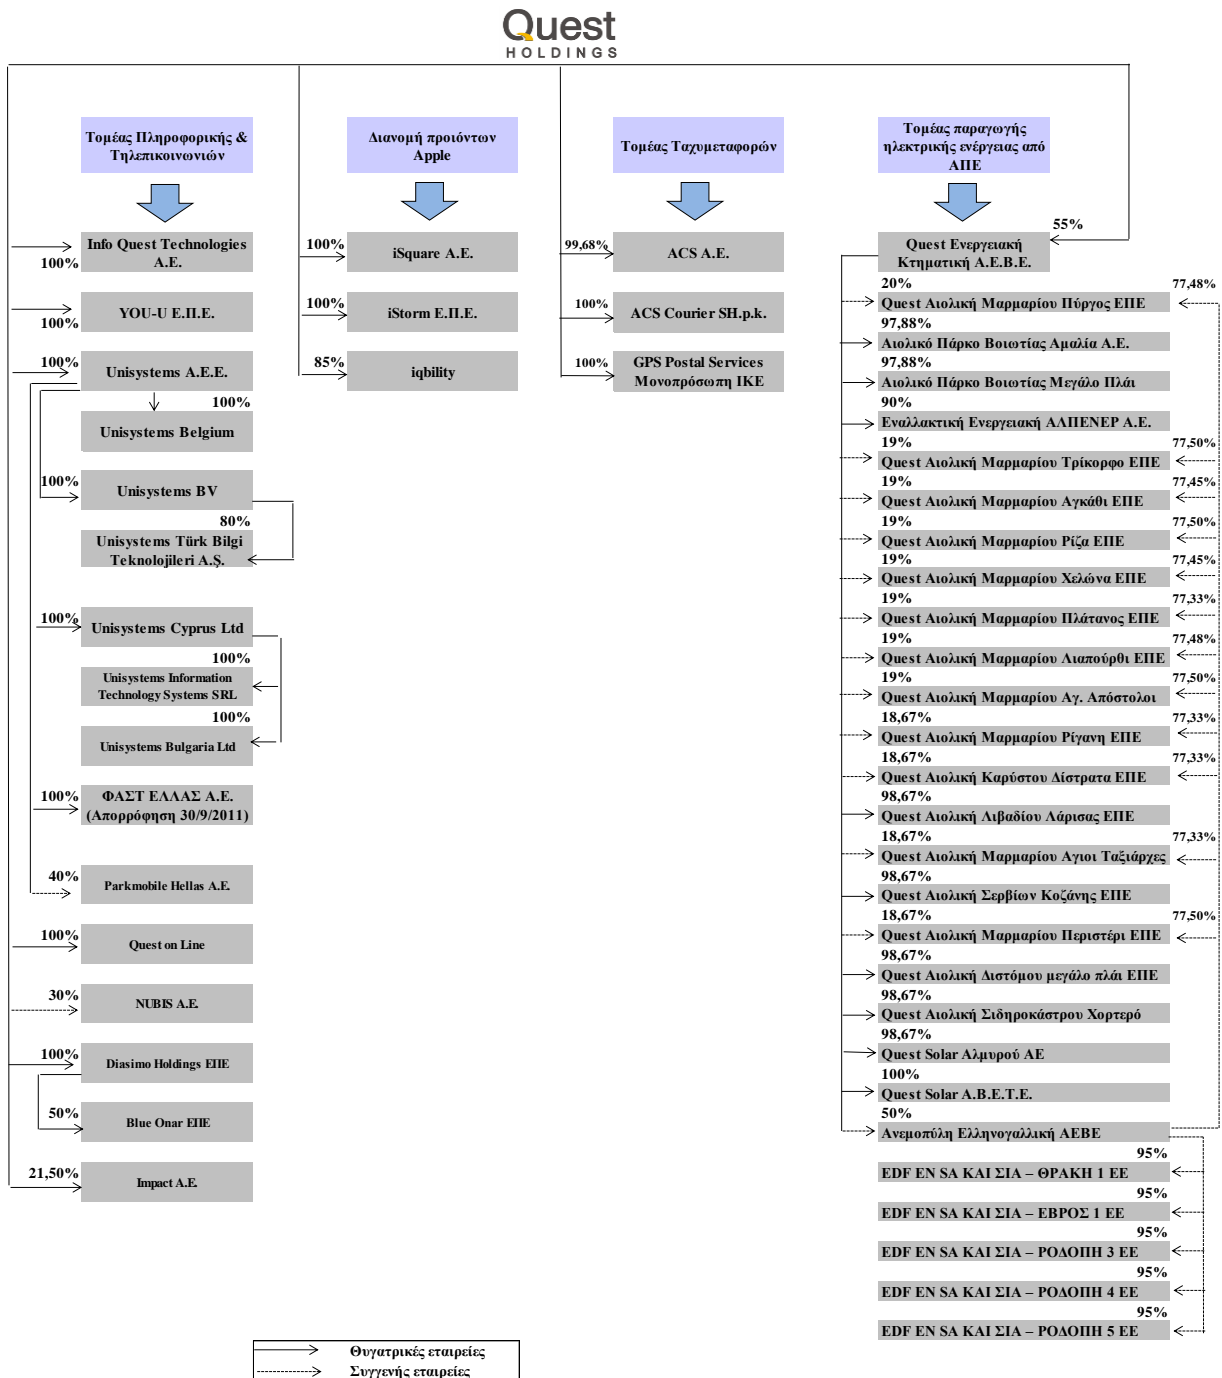 Quest
HOLDINGS
Τομέας Πληροφορικής &
Τηλεπικοινωνιών
100%
Info Quest Technologies
Α.Ε.
100%
YOU-U Ε.Π.Ε.
100%
Unisystems Α.Ε.Ε.
100%
Unisystems Belgium
100%
Unisystems BV
80%
Unisystems Türk Bilgi
Teknolojileri A.Ş.
100%
Unisystems Cyprus Ltd
100%
Unisystems Information
Technology Systems SRL
100%
Unisystems Bulgaria Ltd
100%
ΦΑΣΤ ΕΛΛΑΣ Α.Ε.
(Απορρόφηση 30/9/2011)
40%
Parkmobile Hellas Α.Ε.
100%
Quest on Line
30%
NUBIS Α.Ε.
100%
Diasimo Holdings ΕΠΕ
50%
Blue Onar ΕΠΕ
21,50%
Impact Α.Ε.
Διανομή προιόντων
Apple
100%
iSquare Α.Ε.
100%
iStorm Ε.Π.Ε.
85%
iqbility
Τομέας Ταχυμεταφορών
99,68%
ACS Α.Ε.
100%
ACS Courier SH.p.k.
100%
GPS Postal Services
Μονοπρόσωπη ΙΚΕ
Τομέας παραγωγής
ηλεκτρικής ενέργειας από
ΑΠΕ
55%
Quest Ενεργειακή
Κτηματική Α.Ε.Β.Ε.
20% 77,48%
Quest Αιολική Μαρμαρίου Πύργος ΕΠΕ
97,88%
Αιολικό Πάρκο Βοιωτίας Αμαλία Α.Ε.
97,88%
Αιολικό Πάρκο Βοιωτίας Μεγάλο Πλάι
90%
Εναλλακτική Ενεργειακή ΑΛΠΕΝΕΡ Α.Ε.
19% 77,50%
Quest Αιολική Μαρμαρίου Τρίκορφο ΕΠΕ
19% 77,45%
Quest Αιολική Μαρμαρίου Αγκάθι ΕΠΕ
19% 77,50%
Quest Αιολική Μαρμαρίου Ρίζα ΕΠΕ
19% 77,45%
Quest Αιολική Μαρμαρίου Χελώνα ΕΠΕ
19% 77,33%
Quest Αιολική Μαρμαρίου Πλάτανος ΕΠΕ
19% 77,48%
Quest Αιολική Μαρμαρίου Λιαπούρθι ΕΠΕ
19% 77,50%
Quest Αιολική Μαρμαρίου Αγ. Απόστολοι
18,67% 77,33%
Quest Αιολική Μαρμαρίου Ρίγανη ΕΠΕ
18,67% 77,33%
Quest Αιολική Καρύστου Δίστρατα ΕΠΕ
98,67%
Quest Αιολική Λιβαδίου Λάρισας ΕΠΕ
18,67% 77,33%
Quest Αιολική Μαρμαρίου Αγιοι Ταξιάρχες
98,67%
Quest Αιολική Σερβίων Κοζάνης ΕΠΕ
18,67% 77,50%
Quest Αιολική Μαρμαρίου Περιστέρι ΕΠΕ
98,67%
Quest Αιολική Διστόμου μεγάλο πλάι ΕΠΕ
98,67%
Quest Αιολική Σιδηροκάστρου Χορτερό
98,67%
Quest Solar Αλμυρού ΑΕ
100%
Quest Solar Α.Β.Ε.Τ.Ε.
50%
Ανεμοπύλη Ελληνογαλλική ΑΕΒΕ
95%
EDF EN SA ΚΑΙ ΣΙΑ – ΘΡΑΚΗ 1 ΕΕ
95%
EDF EN SA ΚΑΙ ΣΙΑ – ΕΒΡΟΣ 1 ΕΕ
95%
EDF EN SA ΚΑΙ ΣΙΑ – ΡΟΔΟΠΗ 3 ΕΕ
95%
EDF EN SA ΚΑΙ ΣΙΑ – ΡΟΔΟΠΗ 4 ΕΕ
95%
EDF EN SA ΚΑΙ ΣΙΑ – ΡΟΔΟΠΗ 5 ΕΕ
Θυγατρικές εταιρείες
Συγγενής εταιρείες